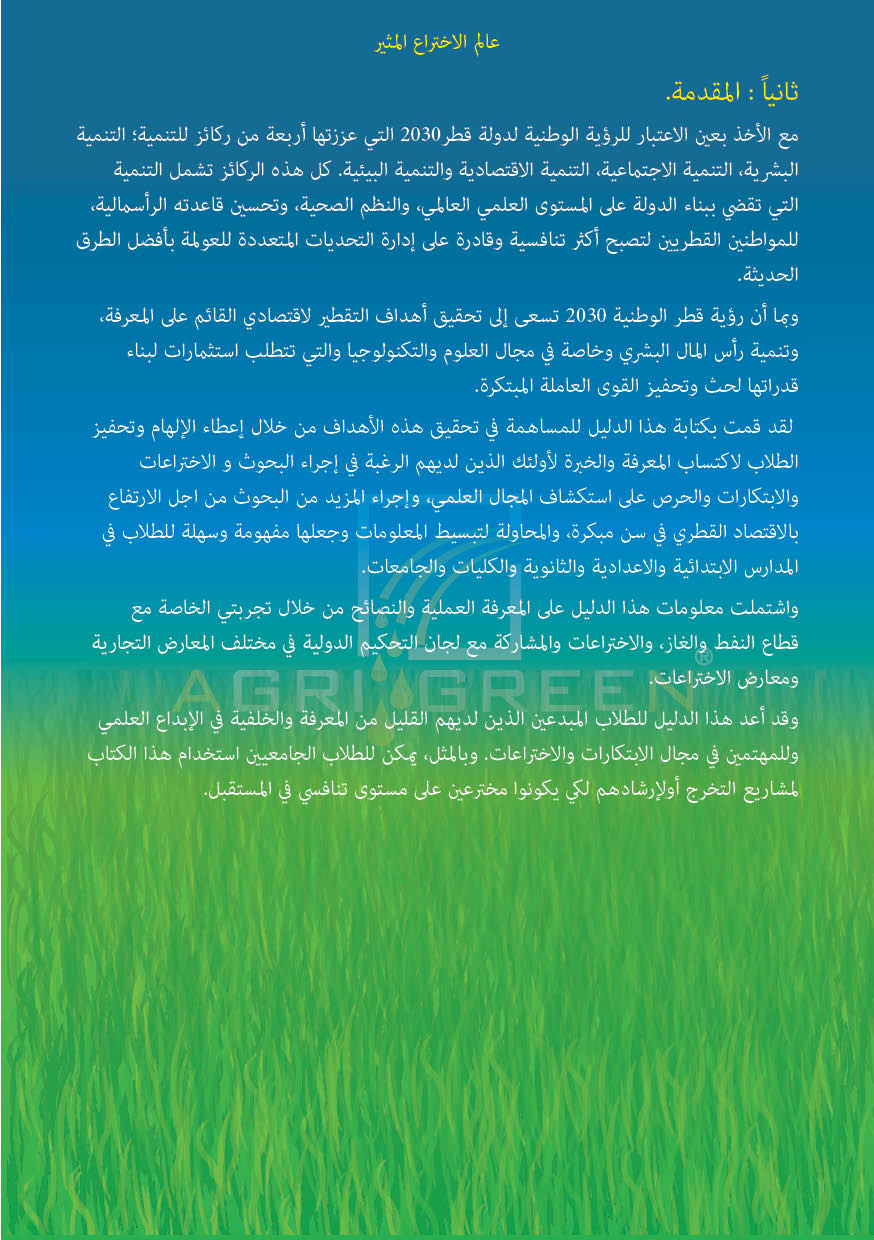 عالم الاختراع المثير
ثانياً : المقدمة.
مع الأخذ بعين الاعتبار للرؤية الوطنية لدولة قطر2030 التي عززتها أربعة من ركائز للتنمية؛ التنمية
البشرية، التنمية الاجتماعية، التنمية الاقتصادية والتنمية البيئية. كل هذه الركائز تشمل التنمية
التي تقضي ببناء الدولة على المستوى العلمي العالمي، والنظم الصحية، وتحسين قاعدته الرأسمالية،
للمواطنين القطريين لتصبح أكثر تنافسية وقادرة على إدارة التحديات المتعددة للعولمة بأفضل الطرق
الحديثة.
وبما أن رؤية قطر الوطنية 2030 تسعى إلى تحقيق أهداف التقطير لاقتصادي القائم على المعرفة،
وتنمية رأس المال البشري وخاصة في مجال العلوم والتكنولوجيا والتي تتطلب استثمارات لبناء
قدراتها لحث وتحفيز القوى العاملة المبتكرة.
لقد قمت بكتابة هذا الدليل للمساهمة في تحقيق هذه الأهداف من خلال إعطاء الإلهام وتحفيز
الطلاب لاكتساب المعرفة والخبرة لأولئك الذين لديهم الرغبة في إجراء البحوث و الاختراعات
والابتكارات والحرص على استكشاف المجال العلمي، وإجراء المزيد من البحوث من اجل الارتفاع
بالاقتصاد القطري في سن مبكرة، والمحاولة لتبسيط المعلومات وجعلها مفهومة وسهلة للطلاب في
المدارس الابتدائية والاعدادية والثانوية والكليات والجامعات.
واشتملت معلومات هذا الدليل على المعرفة العملية والنصائح من خلال تجربتي الخاصة مع
قطاع النفط والغاز، والاختراعات والمشاركة مع لجان التحكيم الدولية في مختلف المعارض التجارية
ومعارض الاختراعات.
AGRI GREEN®
وقد أعد هذا الدليل للطلاب المبدعين الذين لديهم القليل من المعرفة والخلفية في الإبداع العلمي
وللمهتمين في مجال الابتكارات والاختراعات. وبالمثل، يمكن للطلاب الجامعيين استخدام هذا الكتاب
لمشاريع التخرج أولإرشادهم لكي يكونوا مخترعين على مستوى تنافسي في المستقبل.